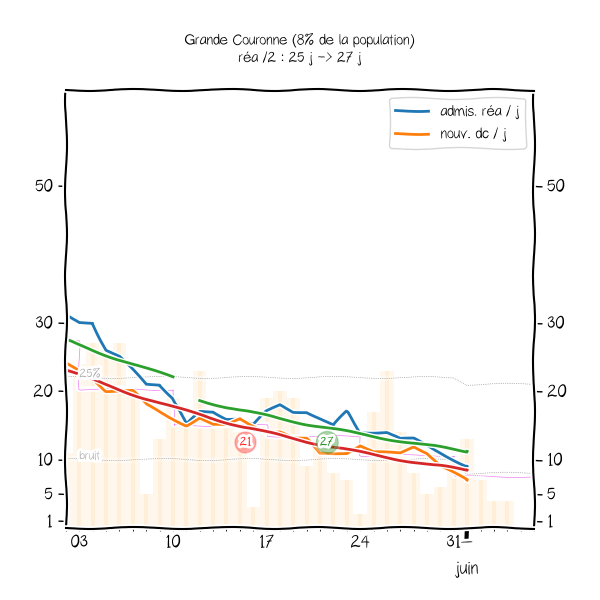 Grande Couronne (8% de la population)
réa /2 : 25 j -> 27 j
admis. réa / j
nouv. dc / j
50 50
30 30
25%
20 20
21 27
bruit
10 10
5 5
1 1
03 10 17 24 31
juin